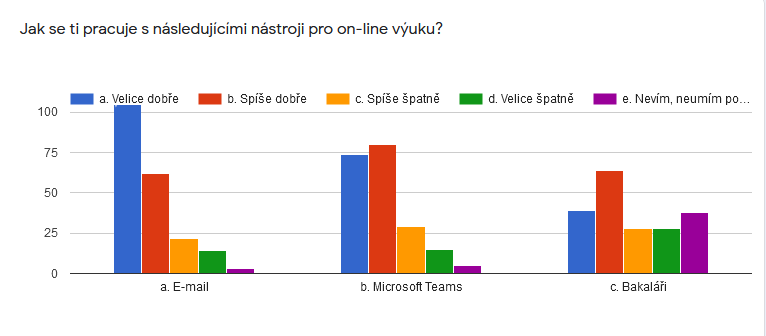 Jak se ti pracuje s následujícími nástroji pro on-line výuku?
a. Velice dobře b. Spíše dobře c. Spíše špatně d. Velice špatně e. Nevím, neumím po...
100
75
50
25
0
a. E-mail b. Microsoft Teams c. Bakaláři